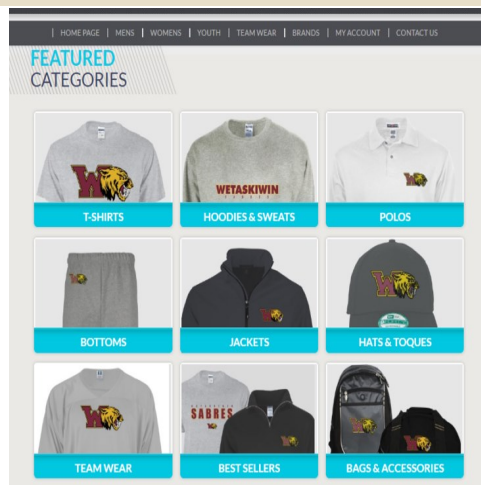 | HOME PAGE | MENS | WOMENS | YOUTH | TEAM WEAR | BRANDS | MY ACCOUNT | CONTACT US
FEATURED
CATEGORIES
W
WETASKIWIN
SABRES
T-SHIRTS
HOODIES & SWEATS
POLOS
W
BOTTOMS
JACKETS
HATS & TOQUES
W
SABRES
TEAM WEAR
BEST SELLERS
BAGS & ACCESSORIES